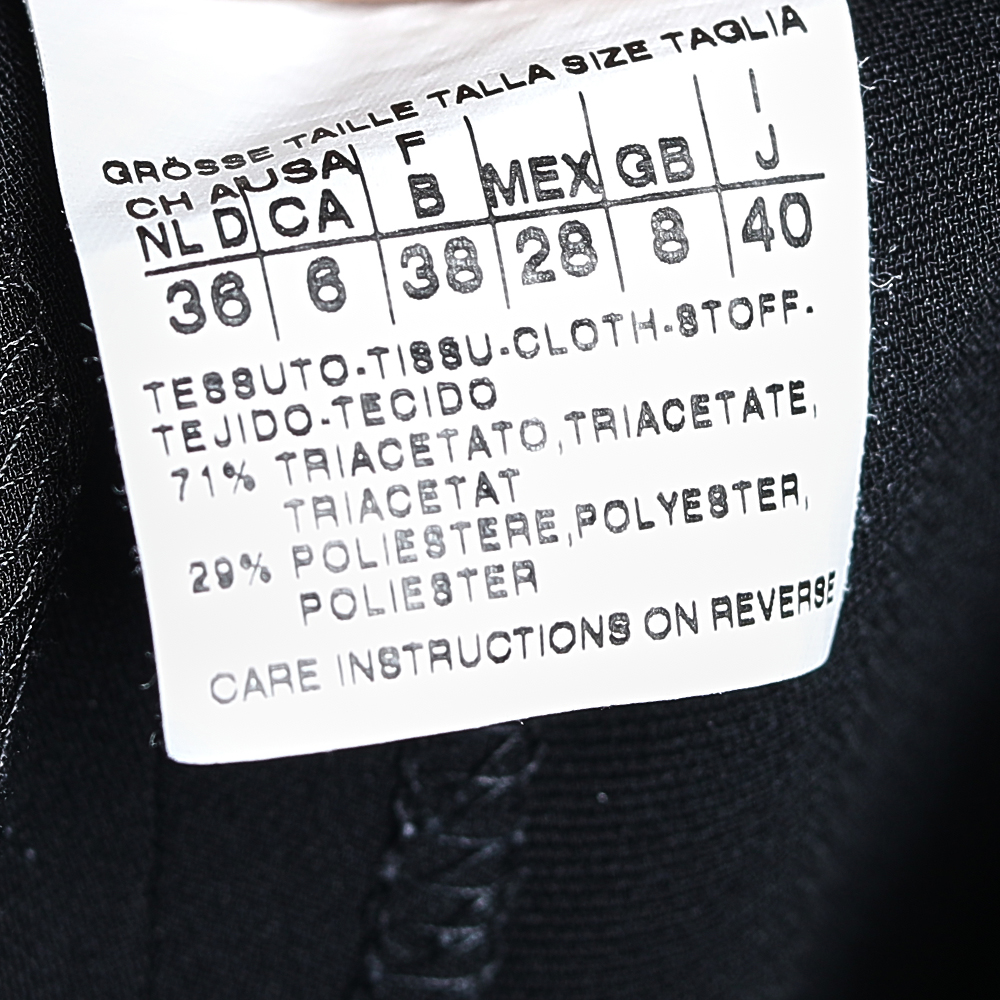 GRÖSSE TAILLE TALLA SIZE TAGLIA
CH A USA F I
NL D CA B MEX GB J
36 6 38 28 8 40
TESSUTO-TISSU-CLOTH-STOFF-
TEJIDO-TECIDO
71% TRIACETATO,TRIACETATE,
TRIACETAT
29% POLIESTERE,POLYESTER,
POLIESTER
CARE INSTRUCTIONS ON REVERSE